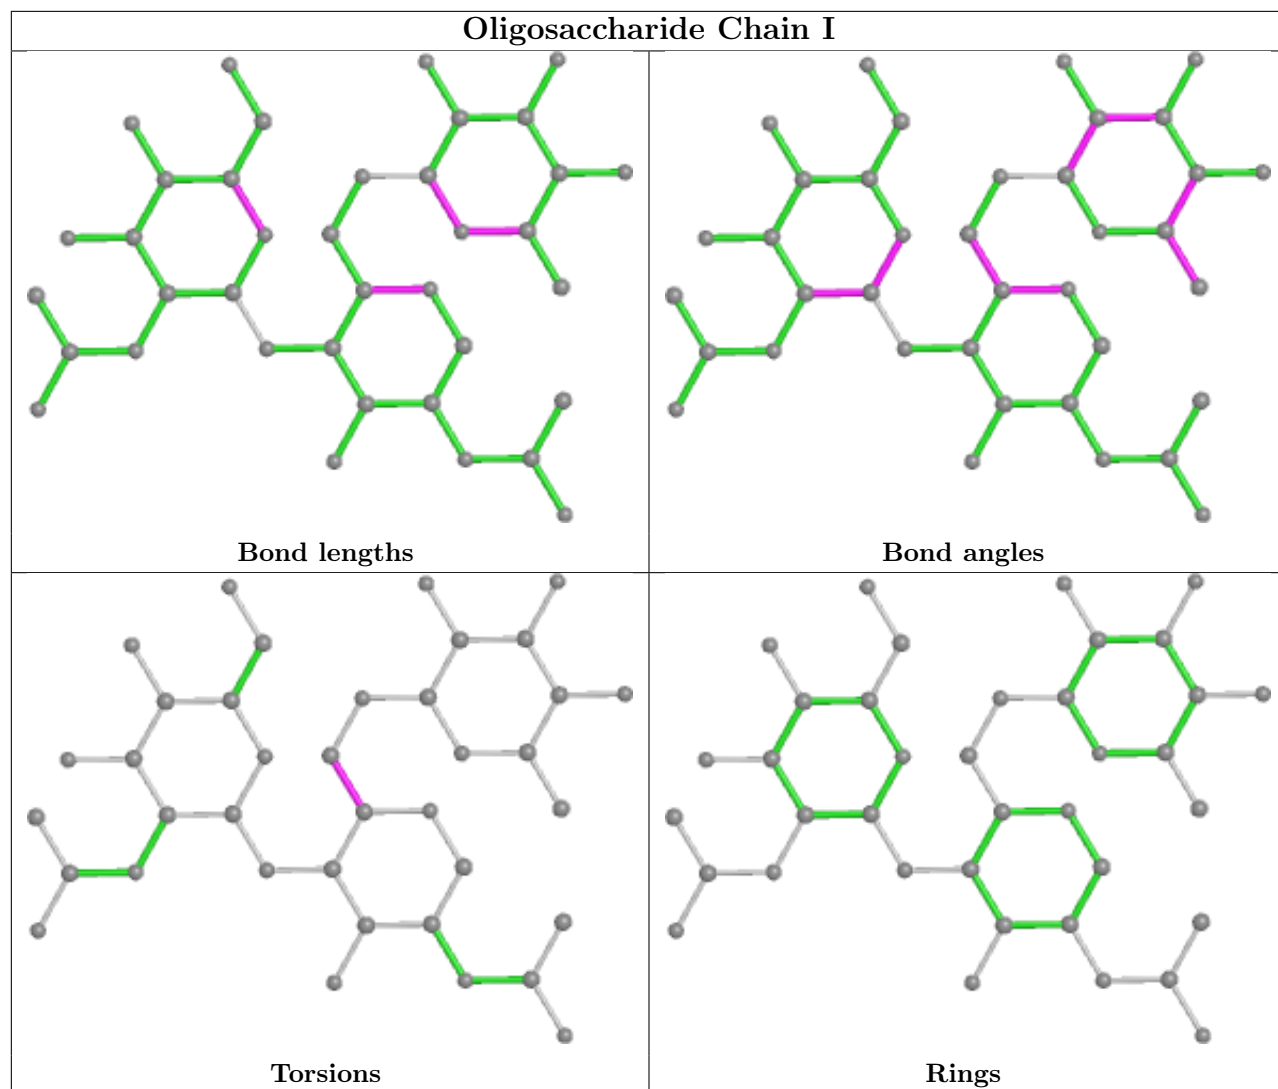 Oligosaccharide Chain I
Bond lengths
Bond angles
Torsions
Rings